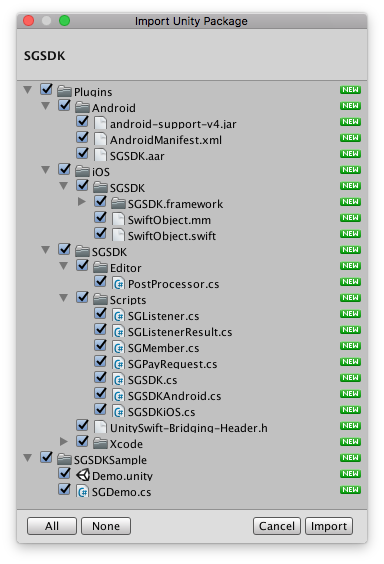 Import Unity Package
SGSDK
Plugins NEW
Android NEW
android-support-v4.jar NEW
AndroidManifest.xml NEW
SGSDK.aar NEW
iOS NEW
SGSDK NEW
SGSDK.framework NEW
SwiftObject.mm NEW
SwiftObject.swift NEW
SGSDK NEW
Editor NEW
PostProcessor.cs NEW
Scripts NEW
SGListener.cs NEW
SGListenerResult.cs NEW
SGMember.cs NEW
SGPayRequest.cs NEW
SGSDK.cs NEW
SGSDKAndroid.cs NEW
SGSDKiOS.cs NEW
UnitySwift-Bridging-Header.h NEW
Xcode NEW
SGSDKSample NEW
Demo.unity NEW
SGDemo.cs NEW
All None Cancel Import